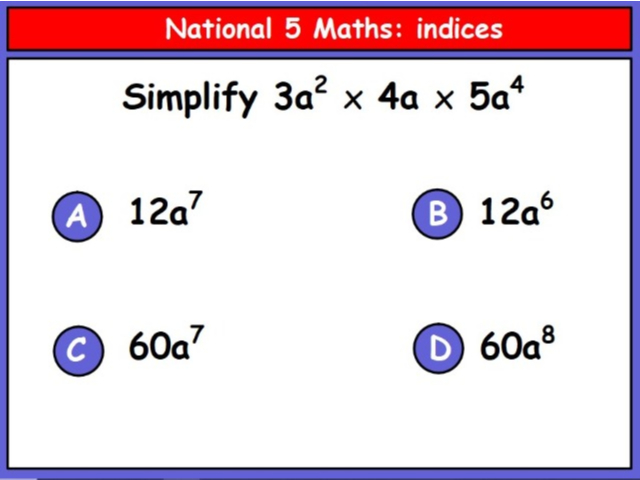 National 5 Maths: indices
Simplify 3a² x 4a x 5a⁴
A 12a⁷
B 12a⁶
C 60a⁷
D 60a⁸